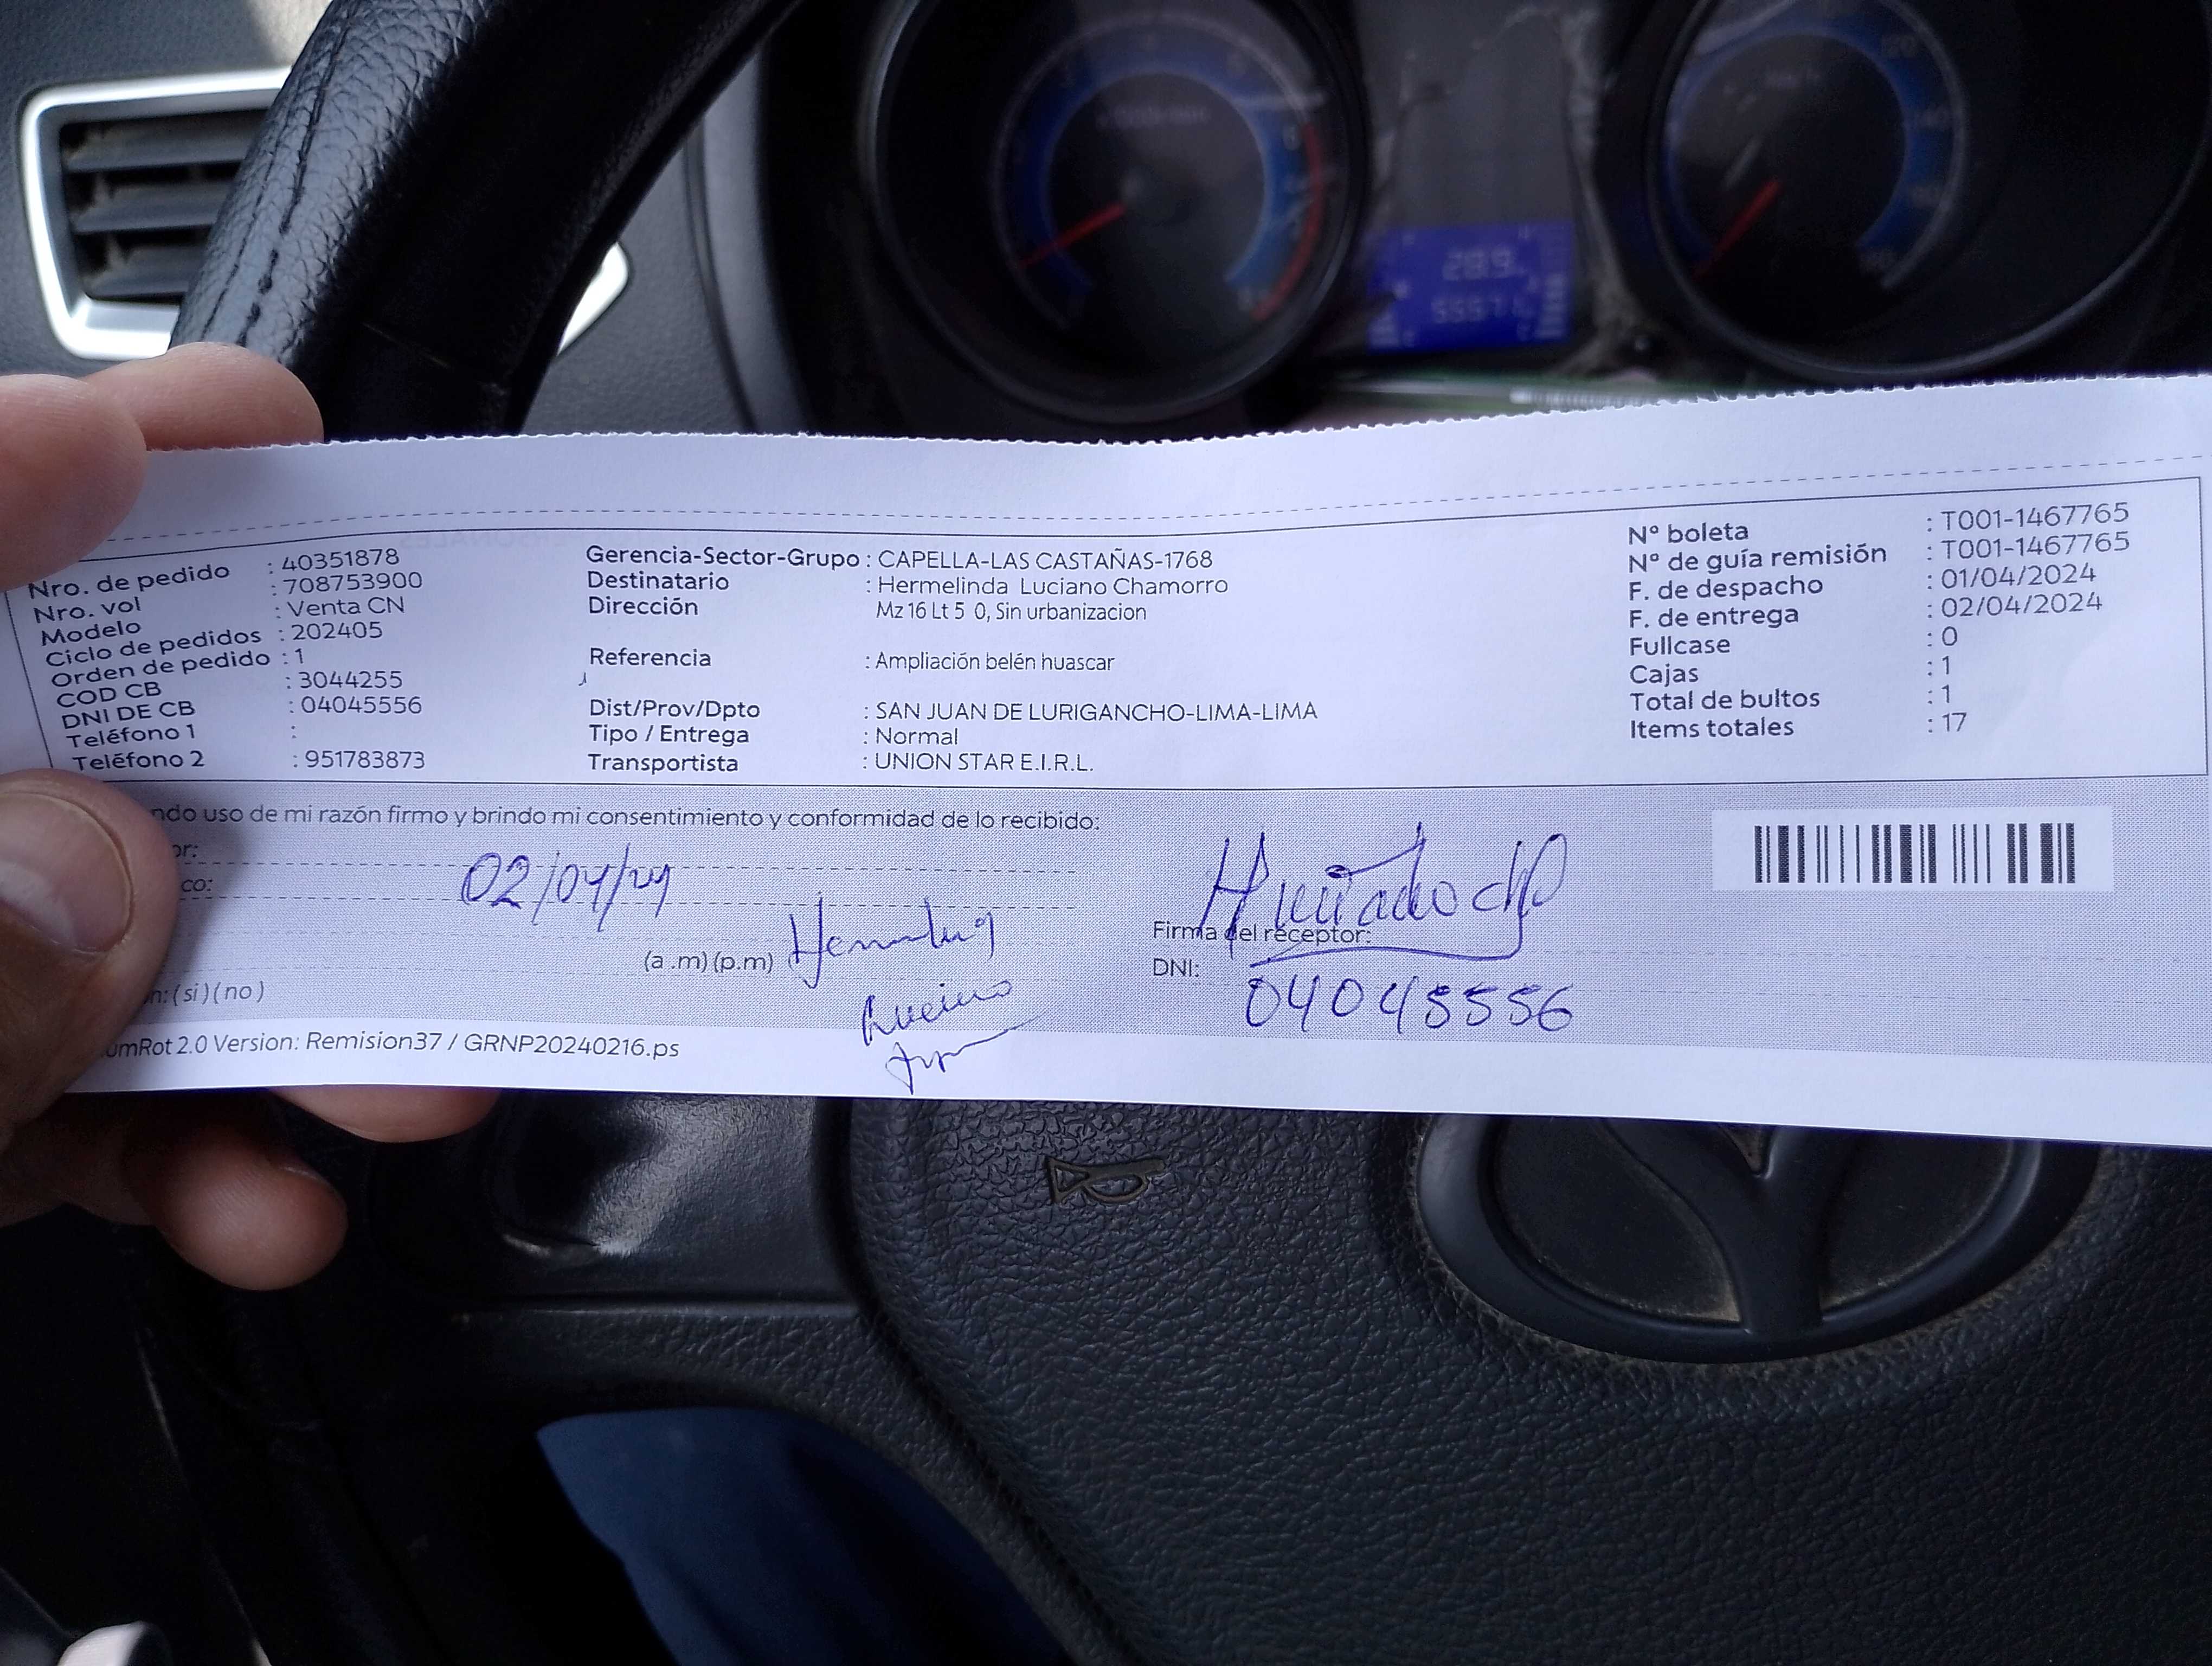 Nro. de pedido : 40351878
Nro. vol : 708753900
Modelo : Venta CN
Ciclo de pedidos : 202405
Orden de pedido : 1
COD CB : 3044255
DNI DE CB : 04045556
Teléfono 1 :
Teléfono 2 : 951783873
Gerencia-Sector-Grupo : CAPELLA-LAS CASTAÑAS-1768
Destinatario : Hermelinda Luciano Chamorro
Dirección Mz 16 Lt 5 0, Sin urbanizacion
Referencia : Ampliación belén huascar
Dist/Prov/Dpto : SAN JUAN DE LURIGANCHO-LIMA-LIMA
Tipo / Entrega : Normal
Transportista : UNION STAR E.I.R.L.
N° boleta : T001-1467765
N° de guía remisión : T001-1467765
F. de despacho : 01/04/2024
F. de entrega : 02/04/2024
Fullcase : 0
Cajas : 1
Total de bultos : 1
Items totales : 17
ndo uso de mi razón firmo y brindo mi consentimiento y conformidad de lo recibido:
or:
co:
02/04/24
(a .m) (p.m)
Firma del receptor:
DNI: 04045556
n: ( si ) ( no )
omRot 2.0 Version: Remision37 / GRNP20240216.ps